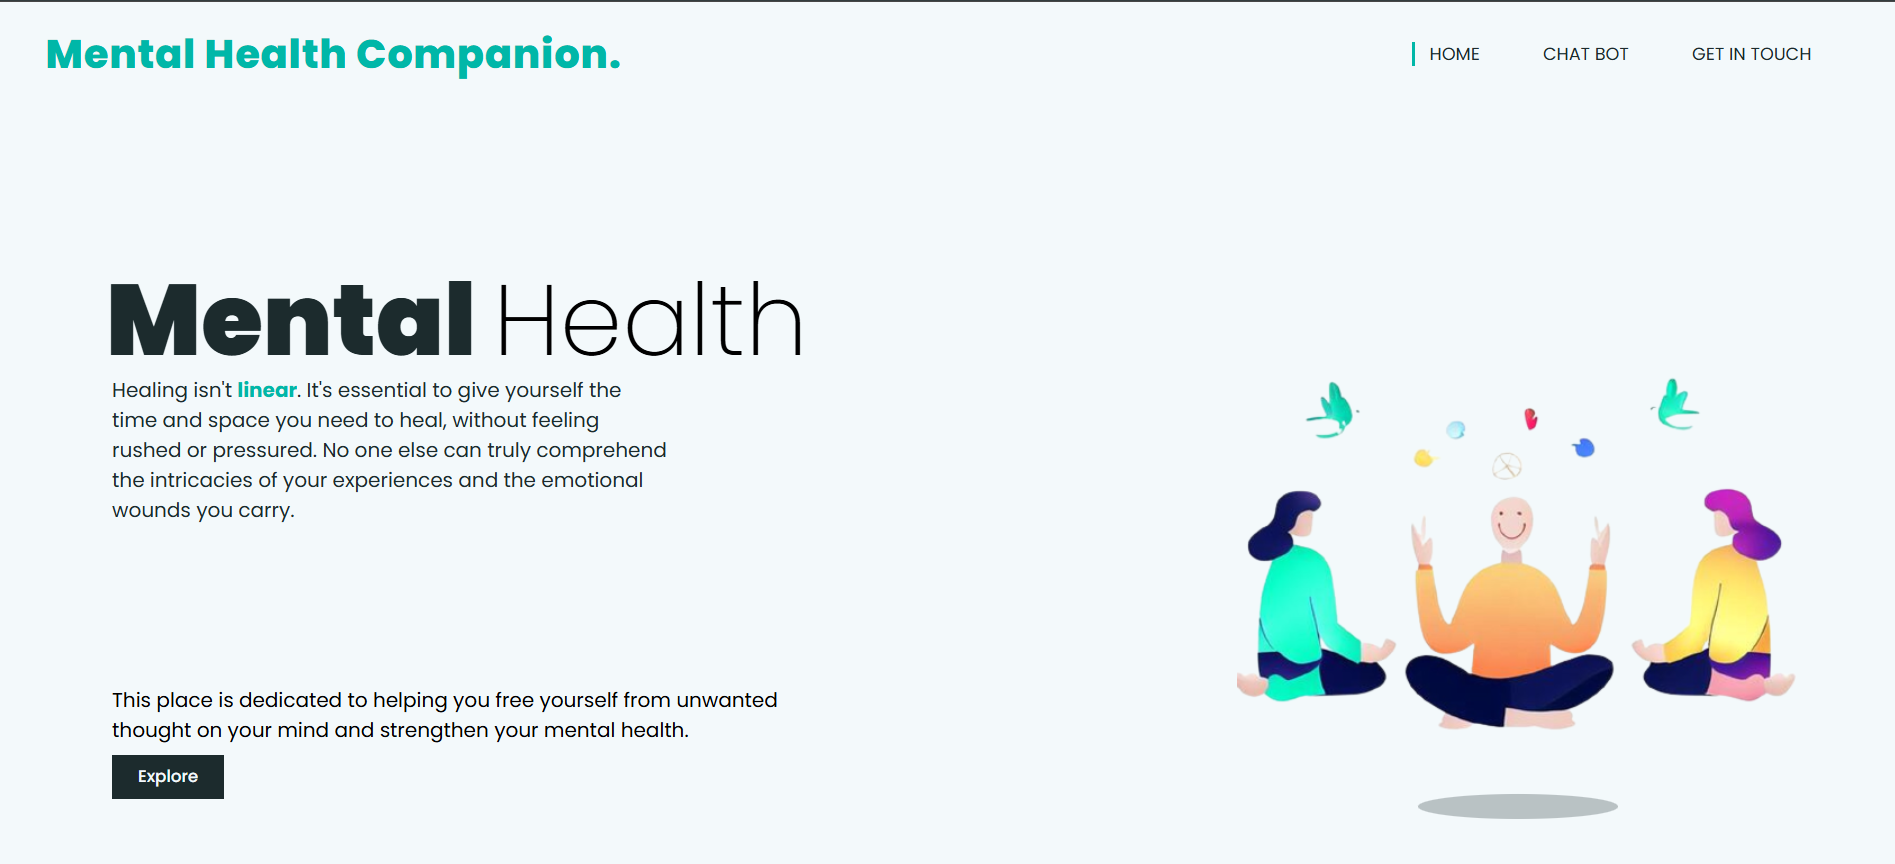 Mental Health Companion.
HOME
CHAT BOT
GET IN TOUCH
Mental Health
Healing isn't linear. It's essential to give yourself the
time and space you need to heal, without feeling
rushed or pressured. No one else can truly comprehend
the intricacies of your experiences and the emotional
wounds you carry.
This place is dedicated to helping you free yourself from unwanted
thought on your mind and strengthen your mental health.
Explore